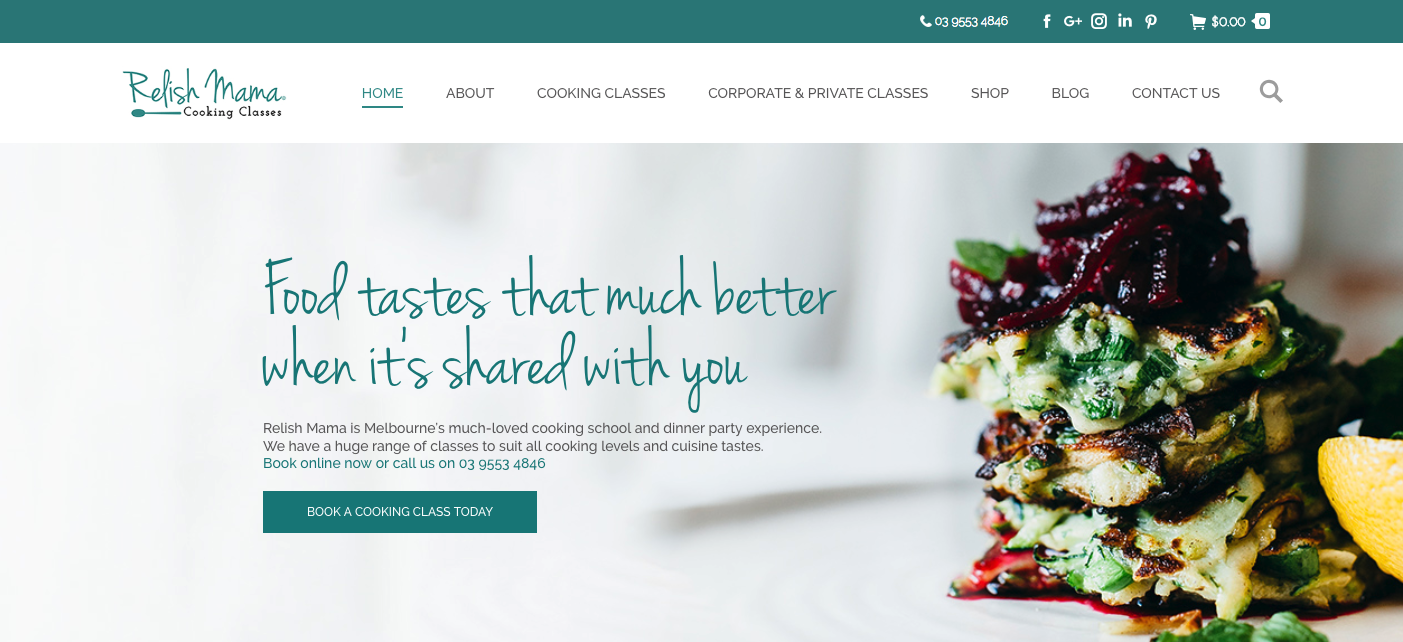 03 9553 4846
$0.00 0
Relish Mama
Cooking Classes
HOME ABOUT COOKING CLASSES CORPORATE & PRIVATE CLASSES SHOP BLOG CONTACT US
Food tastes that much better
when it's shared with you
Relish Mama is Melbourne's much-loved cooking school and dinner party experience.
We have a huge range of classes to suit all cooking levels and cuisine tastes.
Book online now or call us on 03 9553 4846
BOOK A COOKING CLASS TODAY